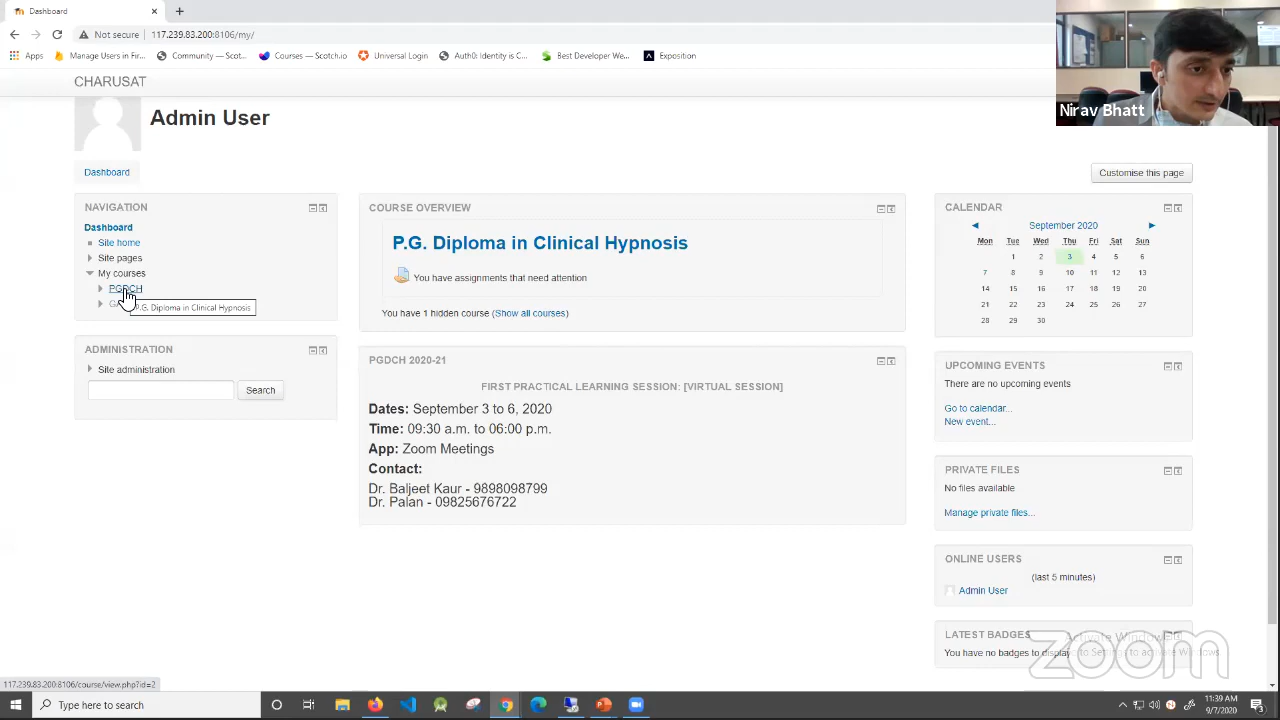 Dashboard
Not secure
117.239.83.200:8106/my/
Apps
Manage Users in Fir...
Community — Scot...
Courses — Scotch.io
Universal Login
Auth0: Identity is C...
Best Developer We...
Exposition
CHARUSAT
Nirav Bhatt
Admin User
Dashboard
Customise this page
NAVIGATION
Dashboard
Site home
Site pages
My courses
PGDCH
P.G. Diploma in Clinical Hypnosis
ADMINISTRATION
Site administration
Search
COURSE OVERVIEW
P.G. Diploma in Clinical Hypnosis
You have assignments that need attention
You have 1 hidden course (Show all courses)
PGDCH 2020-21
FIRST PRACTICAL LEARNING SESSION: [VIRTUAL SESSION]
Dates: September 3 to 6, 2020
Time: 09:30 a.m. to 06:00 p.m.
App: Zoom Meetings
Contact:
Dr. Baljeet Kaur - 9898098799
Dr. Palan - 09825676722
CALENDAR
September 2020
Mon Tue Wed Thu Fri Sat Sun
1 2 3 4 5 6
7 8 9 10 11 12 13
14 15 16 17 18 19 20
21 22 23 24 25 26 27
28 29 30
UPCOMING EVENTS
There are no upcoming events
Go to calendar...
New event...
PRIVATE FILES
No files available
Manage private files...
ONLINE USERS
(last 5 minutes)
Admin User
LATEST BADGES
You have no badges to display
Activate Windows
to Settings to activate Windows
zoom
117.239.83.200:8106/course/view.php?id=2
Type here to search
11:39 AM
9/7/2020
3